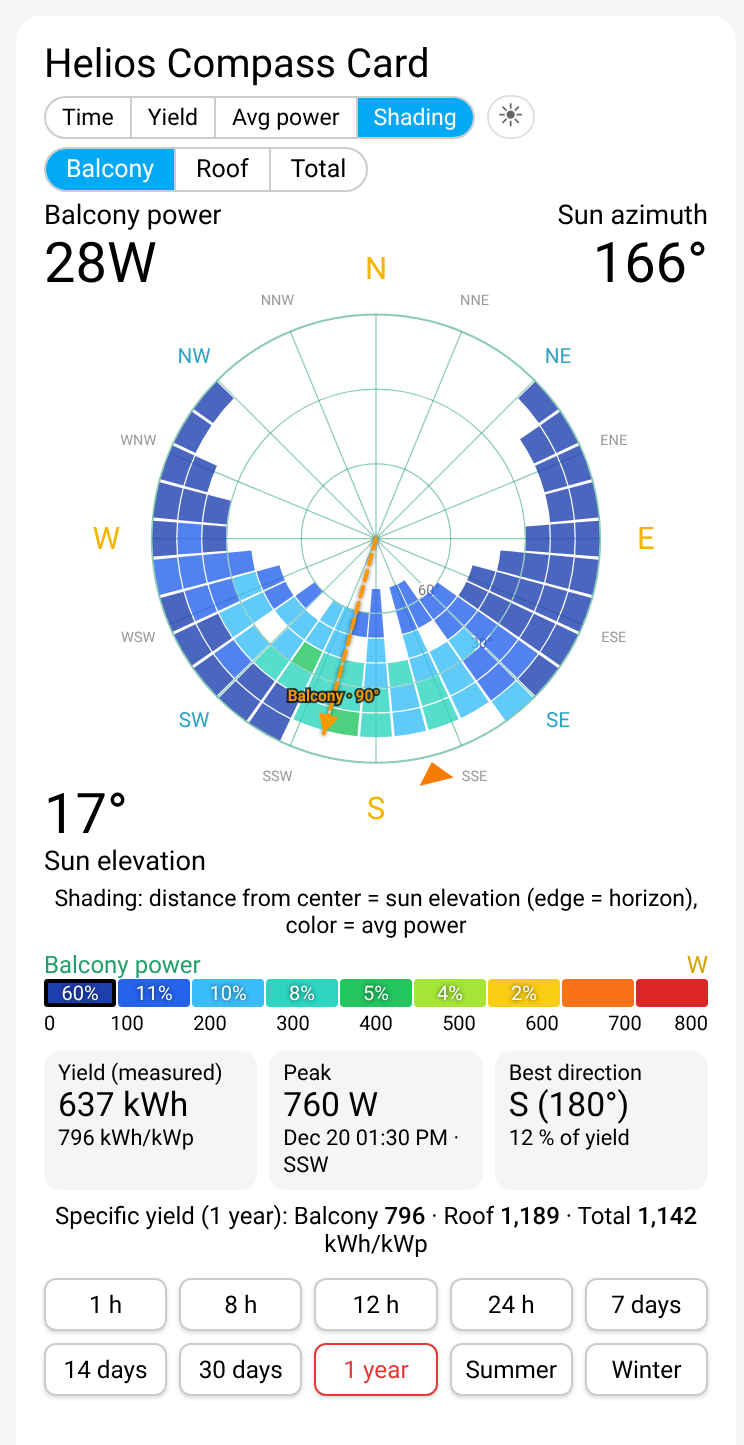 Helios Compass Card
Time Yield Avg power Shading
Balcony Roof Total
Balcony power Sun azimuth
28W 166°
N
NNW NNE
NW NE
WNW ENE
W E
60°
30°
WSW ESE
Balcony · 90°
SW SE
SSW SSE
S
17°
Sun elevation
Shading: distance from center = sun elevation (edge = horizon),
color = avg power
Balcony power W
60% 11% 10% 8% 5% 4% 2%
0 100 200 300 400 500 600 700 800
Yield (measured)
637 kWh
796 kWh/kWp
Peak
760 W
Dec 20 01:30 PM ·
SSW
Best direction
S (180°)
12 % of yield
Specific yield (1 year): Balcony 796 · Roof 1,189 · Total 1,142
kWh/kWp
1 h 8 h 12 h 24 h 7 days
14 days 30 days 1 year Summer Winter